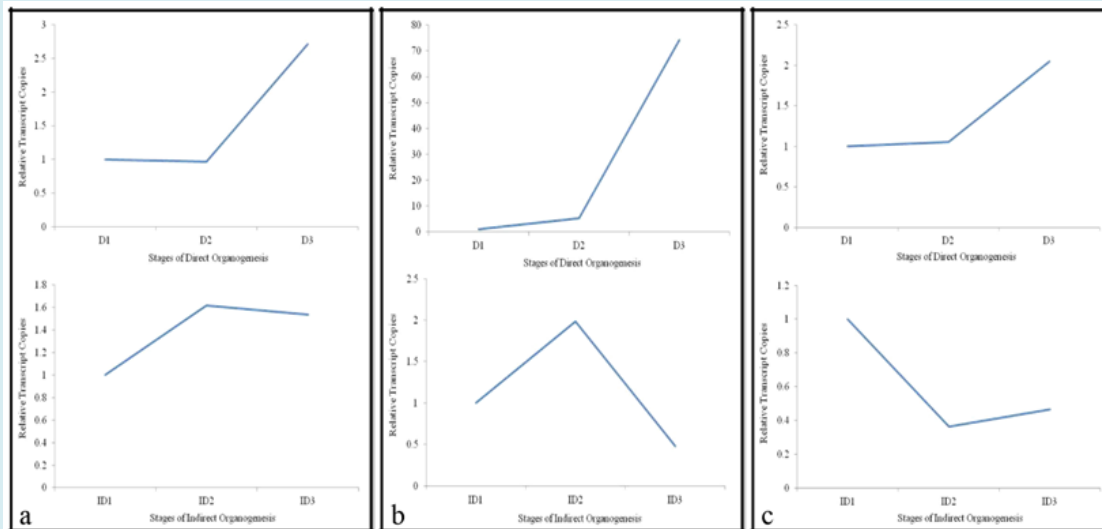 3
2.5
2
1.5
1
0.5
0
Relative Transcript Copies
D1 D2 D3
Stages of Direct Organogenesis
1.8
1.6
1.4
1.2
1
0.8
0.6
0.4
0.2
0
Relative Transcript Copies
ID1 ID2 ID3
Stages of Indirect Organogenesis
a
80
70
60
50
40
30
20
10
0
Relative Transcript Copies
D1 D2 D3
Stages of Direct Organogenesis
2.5
2
1.5
1
0.5
0
Relative Transcript Copies
ID1 ID2 ID3
Stages of Indirect Organogenesis
b
2.5
2
1.5
1
0.5
0
Relative Transcript Copies
D1 D2 D3
Stages of Direct Organogenesis
1.2
1
0.8
0.6
0.4
0.2
0
Relative Transcript Copies
ID1 ID2 ID3
Stages of Indirect Organogenesis
c